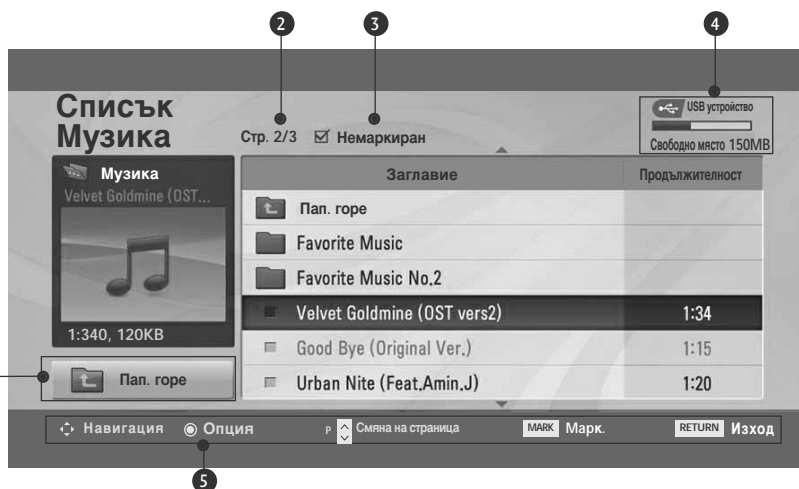 2 3 4
Списък
Музика
Стр. 2/3 Немаркиран
USB устройство
Свободно място 150MB
Музика
Velvet Goldmine (OST...
1:340, 120KB
Пап. горе
Заглавие Продължителност
Пап. горе
Favorite Music
Favorite Music No.2
Velvet Goldmine (OST vers2) 1:34
Good Bye (Original Ver.) 1:15
Urban Nite (Feat.Amin.J) 1:20
Навигация Опция P Смяна на страница MARK Марк. RETURN Изход
5